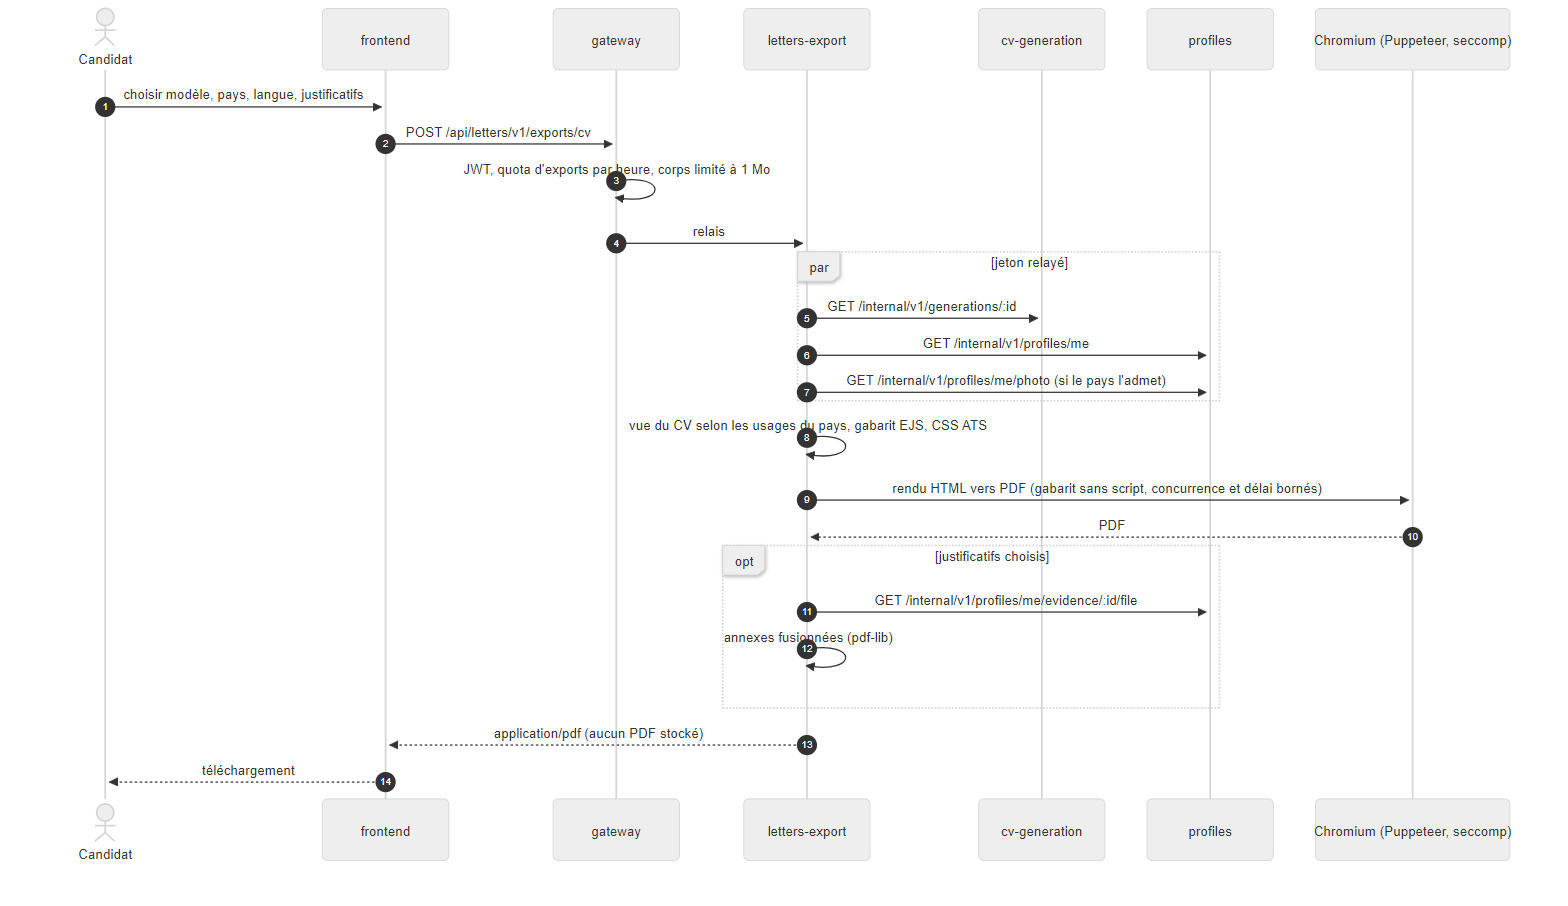 Candidat
frontend
gateway
letters-export
cv-generation
profiles
Chromium (Puppeteer, seccomp)
1
choisir modèle, pays, langue, justificatifs
2
POST /api/letters/v1/exports/cv
JWT, quota d'exports par heure, corps limité à 1 Mo
3
4
relais
par
[jeton relayé]
5
GET /internal/v1/generations/:id
6
GET /internal/v1/profiles/me
7
GET /internal/v1/profiles/me/photo (si le pays l'admet)
vue du CV selon les usages du pays, gabarit EJS, CSS ATS
8
9
rendu HTML vers PDF (gabarit sans script, concurrence et délai bornés)
PDF
10
opt
[justificatifs choisis]
11
GET /internal/v1/profiles/me/evidence/:id/file
annexes fusionnées (pdf-lib)
12
application/pdf (aucun PDF stocké)
13
téléchargement
14
Candidat
frontend
gateway
letters-export
cv-generation
profiles
Chromium (Puppeteer, seccomp)